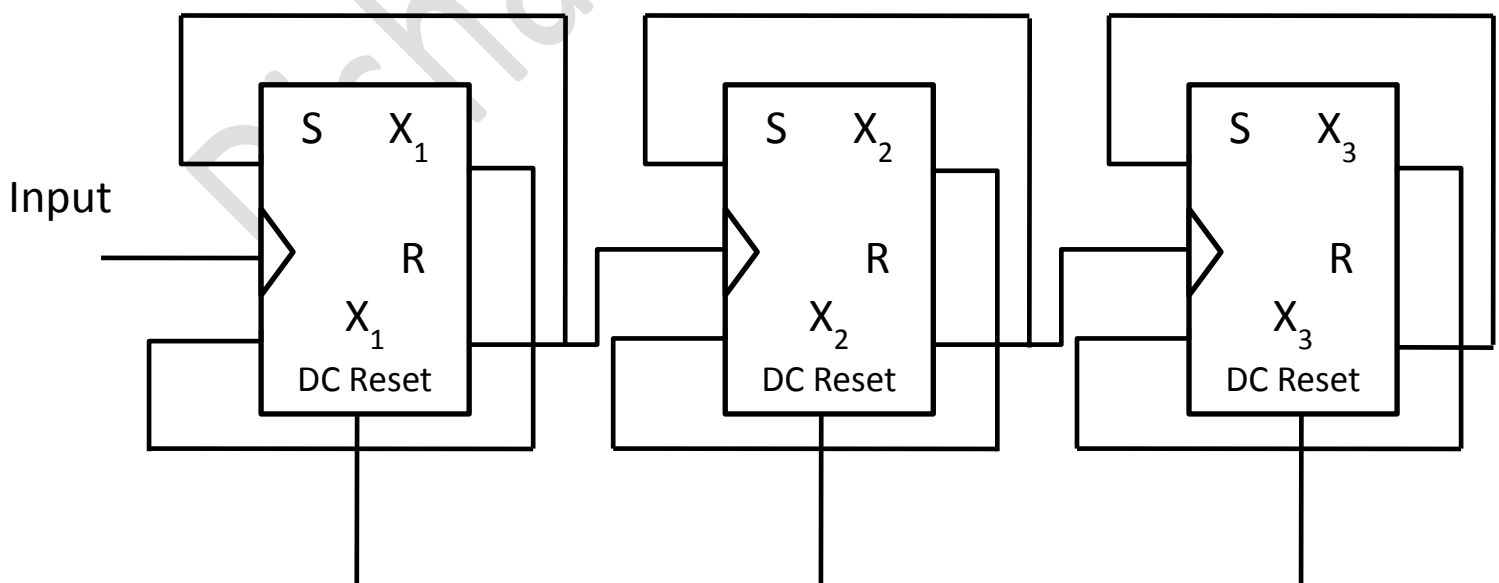 S X₁
S X₂
S X₃
Input
R
R
R
X₁
X₂
X₃
DC Reset
DC Reset
DC Reset